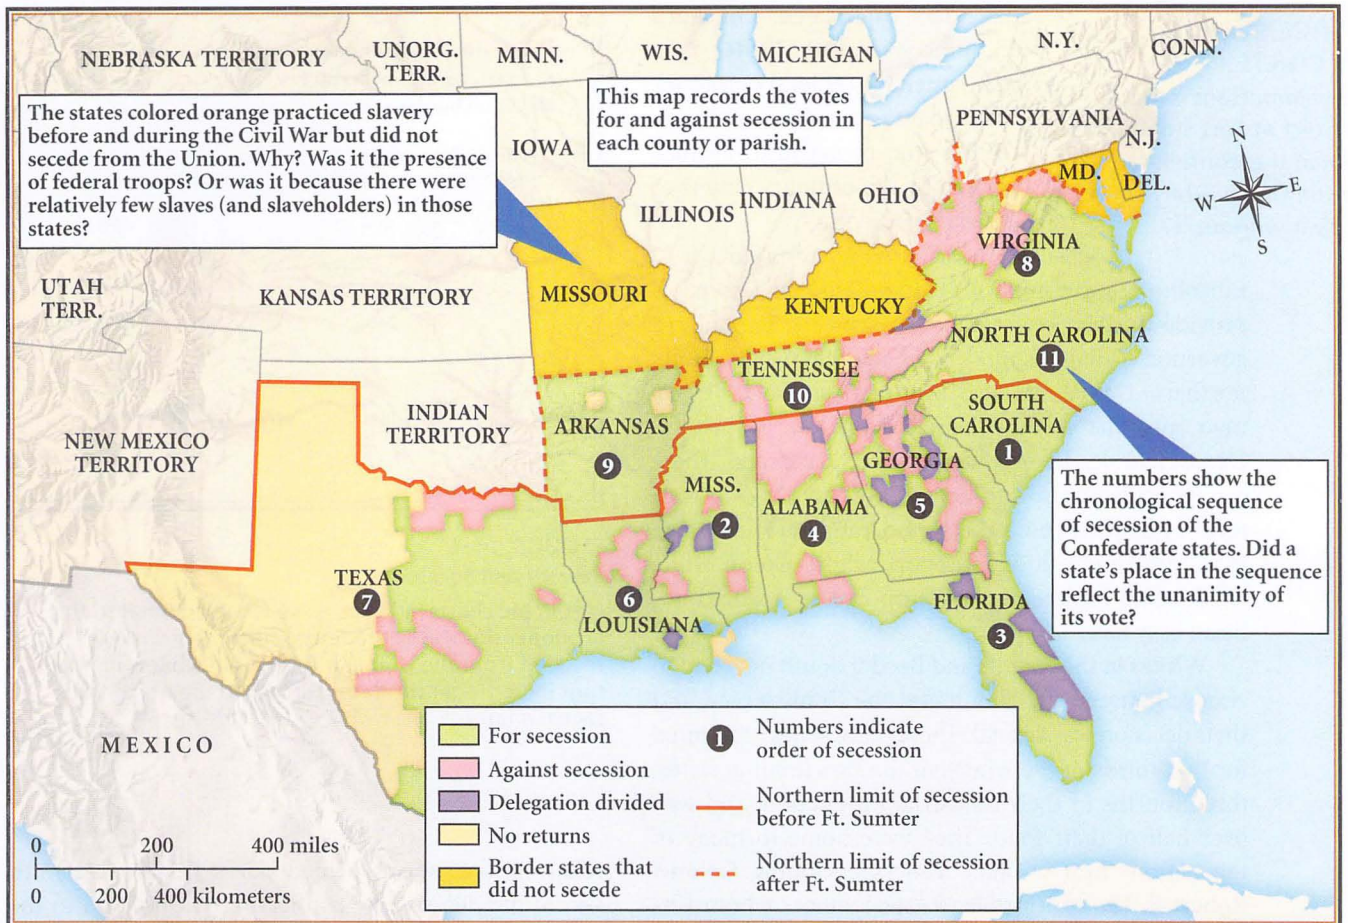 NEBRASKA TERRITORY
UNORG.
TERR.
MINN.
WIS.
MICHIGAN
N.Y.
CONN.
The states colored orange practiced slavery
before and during the Civil War but did not
secede from the Union. Why? Was it the presence
of federal troops? Or was it because there were
relatively few slaves (and slaveholders) in those
states?
This map records the votes
for and against secession in
each county or parish.
IOWA
PENNSYLVANIA
N.J.
MD.
DEL.
ILLINOIS
INDIANA
OHIO
N
E
S
W
VIRGINIA
8
UTAH
TERR.
KANSAS TERRITORY
MISSOURI
KENTUCKY
NORTH CAROLINA
11
TENNESSEE
10
NEW MEXICO
TERRITORY
INDIAN
TERRITORY
ARKANSAS
9
SOUTH
CAROLINA
1
MISS.
2
ALABAMA
4
GEORGIA
5
The numbers show the
chronological sequence
of secession of the
Confederate states. Did a
state's place in the sequence
reflect the unanimity of
its vote?
TEXAS
7
6
LOUISIANA
FLORIDA
3
MEXICO
For secession
Against secession
Delegation divided
No returns
Border states that
did not secede
1
Numbers indicate
order of secession
Northern limit of secession
before Ft. Sumter
Northern limit of secession
after Ft. Sumter
0 200 400 miles
0 200 400 kilometers